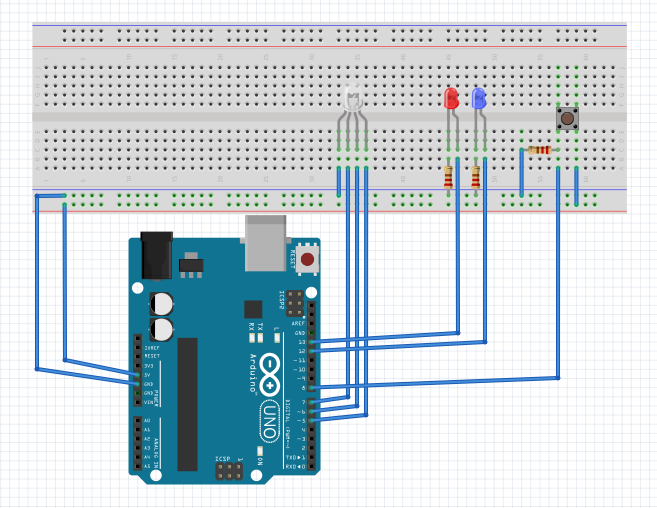 RESET
ICSP2
AREF
GND
IOREF
RESET
RX
TX
L
13
12
3V3
~11
5V
~10
GND
~9
GND
8
VIN
POWER
Arduino
7
~6
~5
A0
4
A1
~3
A2
2
A3
TXD▸1
A4
RXD◂0
A5
ANALOG IN
DIGITAL (PWM~)
UNO
ICSP
1
ON